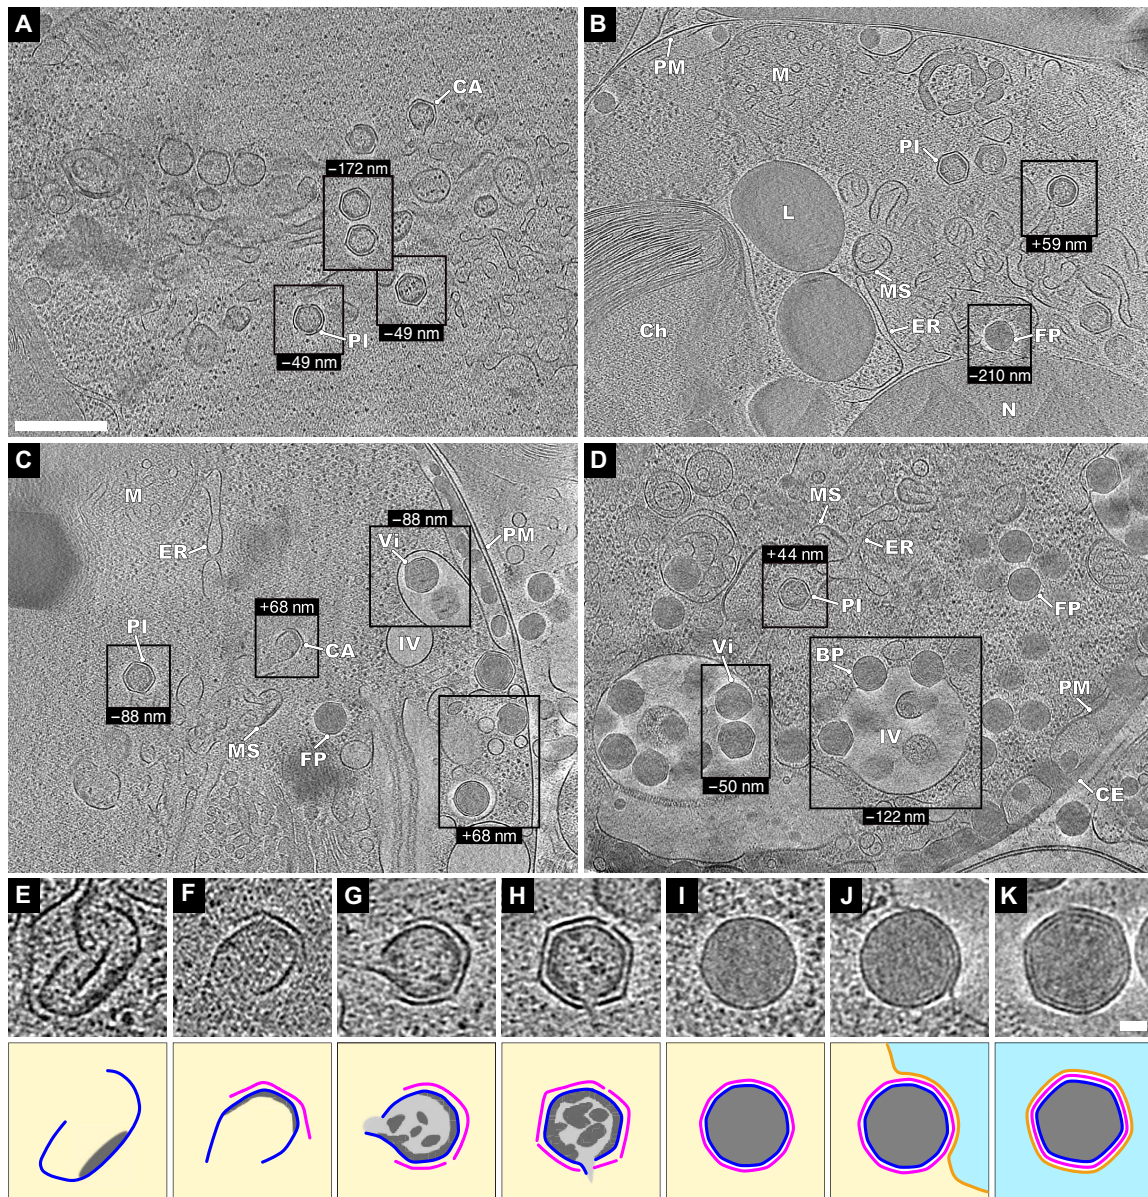 A
CA
−172 nm
−49 nm
PI
−49 nm
B
PM
M
PI
L
+59 nm
MS
ER
Ch
FP
−210 nm
N
C
M
−88 nm
PM
Vi
ER
+68 nm
PI
CA
IV
−88 nm
MS
FP
+68 nm
D
MS
ER
+44 nm
PI
FP
Vi
BP
PM
IV
−50 nm
CE
−122 nm
E
F
G
H
I
J
K